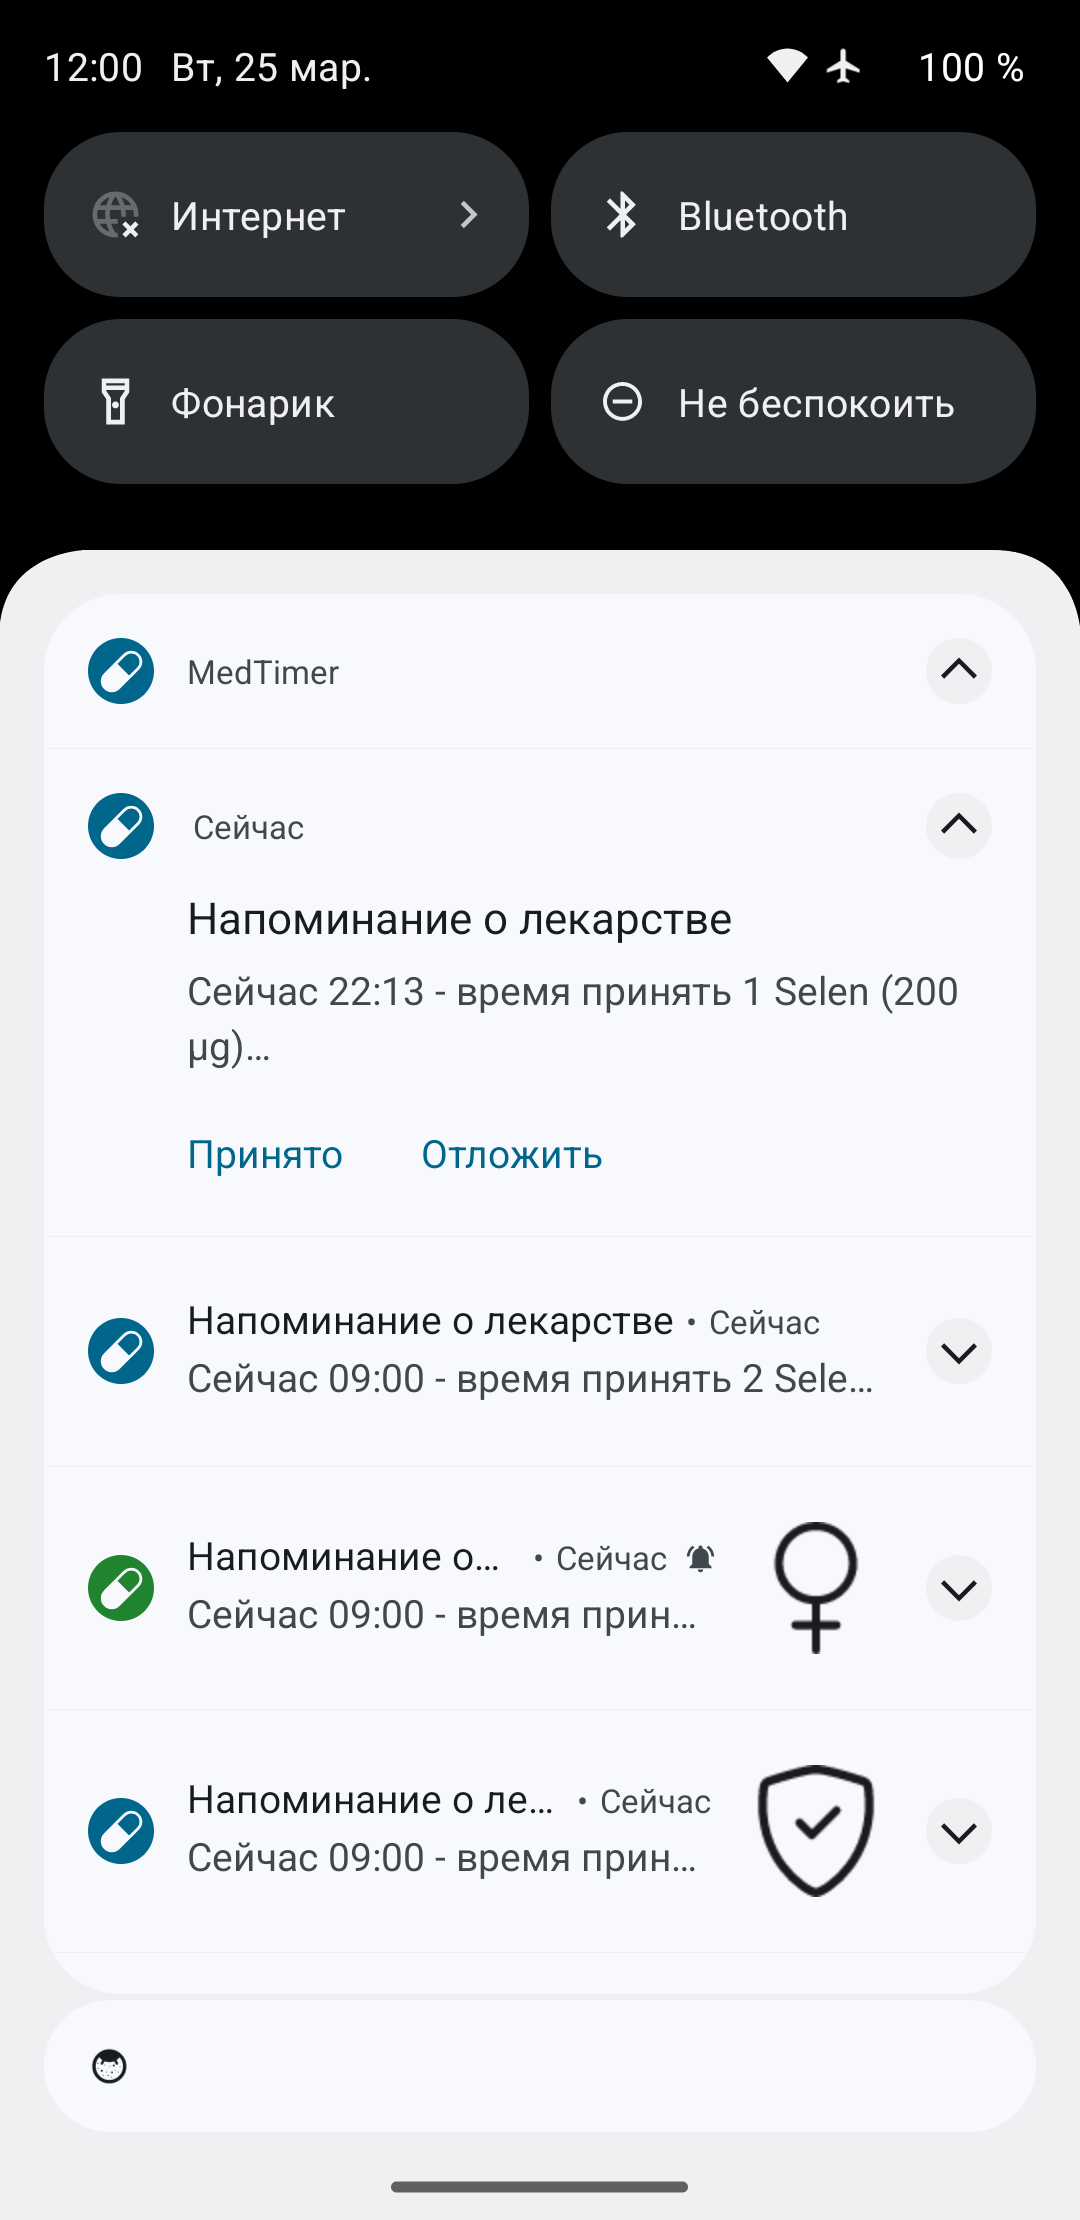 12:00 Вт, 25 мар. 100 %
Интернет
Bluetooth
Фонарик
Не беспокоить
MedTimer
Сейчас
Напоминание о лекарстве
Сейчас 22:13 - время принять 1 Selen (200
µg)…
Принято Отложить
Напоминание о лекарстве • Сейчас
Сейчас 09:00 - время принять 2 Sele…
Напоминание о… • Сейчас
Сейчас 09:00 - время прин…
Напоминание о ле… • Сейчас
Сейчас 09:00 - время прин…